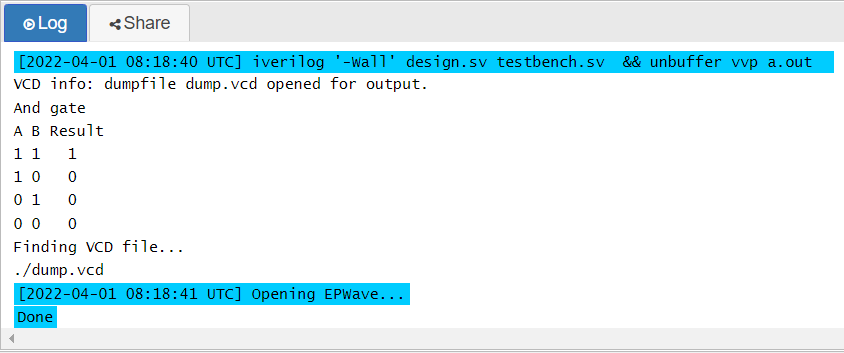 Log Share
[2022-04-01 08:18:40 UTC] iverilog '-Wall' design.sv testbench.sv  && unbuffer vvp a.out
VCD info: dumpfile dump.vcd opened for output.
And gate
A B Result
1 1   1
1 0   0
0 1   0
0 0   0
Finding VCD file...
./dump.vcd
[2022-04-01 08:18:41 UTC] Opening EPWave...
Done